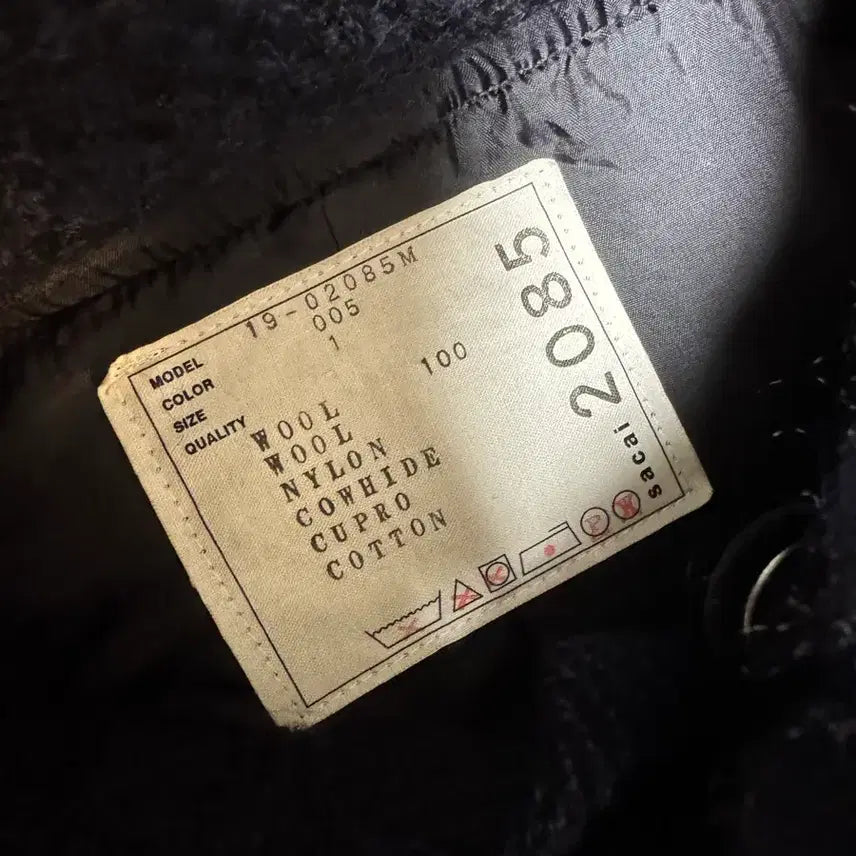 MODEL 19-02085M
COLOR 005
SIZE 1
QUALITY
WOOL 100
WOOL
NYLON
COWHIDE
CUPRO
COTTON
2085
sacai
P
W